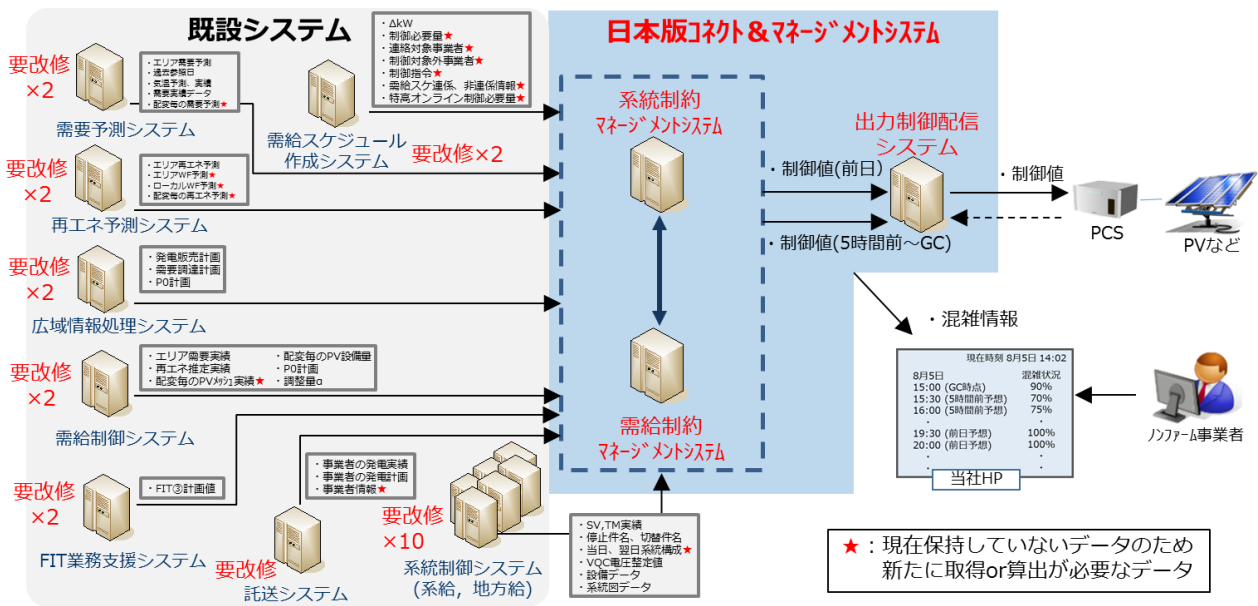 既設システム
日本版ｺﾈｸﾄ＆ﾏﾈｰｼﾞﾒﾝﾄｼｽﾃﾑ
要改修
×2
・エリア需要予測
・過去参照日
・気温予測、実績
・需要実績データ
・配変毎の需要予測★
需要予測システム
・ΔkW
・制御必要量★
・連絡対象事業者★
・制御対象外事業者★
・制御指令★
・需給スケ連係、非連係情報★
・特高オンライン制御必要量★
需給スケジュール
作成システム
要改修×2
要改修
×2
・エリア再エネ予測
・エリアWF予測★
・ローカルWF予測★
・配変毎の再エネ予測★
再エネ予測システム
要改修
×2
・発電販売計画
・需要調達計画
・P0計画
広域情報処理システム
要改修
×2
・エリア需要実績
・再エネ推定実績
・配変毎のPVﾒｯｼｭ実績★
・配変毎のPV設備量
・P0計画
・調整量α
需給制御システム
要改修
×2
・FIT③計画値
FIT業務支援システム
・事業者の発電実績
・事業者の発電計画
・事業者情報★
要改修
託送システム
要改修
×10
系統制御システム
(系給，地方給)
・SV,TM実績
・停止件名、切替件名
・当日、翌日系統構成★
・VQC電圧整定値
・設備データ
・系統図データ
系統制約
ﾏﾈｰｼﾞﾒﾝﾄｼｽﾃﾑ
需給制約
ﾏﾈｰｼﾞﾒﾝﾄｼｽﾃﾑ
・制御値(前日)
・制御値(5時間前～GC)
出力制御配信
システム
・制御値
PCS
PVなど
・混雑情報
現在時刻 8月5日 14:02
8月5日 混雑状況
15:00 (GC時点) 90%
15:30 (5時間前予想) 70%
16:00 (5時間前予想) 75%
・ ・
19:30 (前日予想) 100%
20:00 (前日予想) 100%
・ ・
・ ・
当社HP
ﾉﾝﾌｧｰﾑ事業者
★：現在保持していないデータのため
新たに取得or算出が必要なデータ